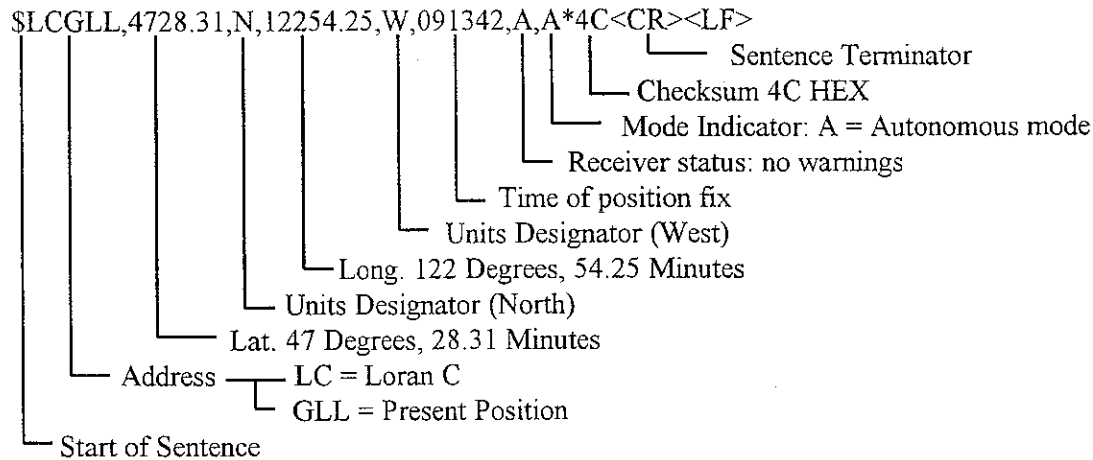 $LCGLL,4728.31,N,12254.25,W,091342,A,A*4C<CR><LF>
Sentence Terminator
Checksum 4C HEX
Mode Indicator: A = Autonomous mode
Receiver status: no warnings
Time of position fix
Units Designator (West)
Long. 122 Degrees, 54.25 Minutes
Units Designator (North)
Lat. 47 Degrees, 28.31 Minutes
Address LC = Loran C
GLL = Present Position
Start of Sentence